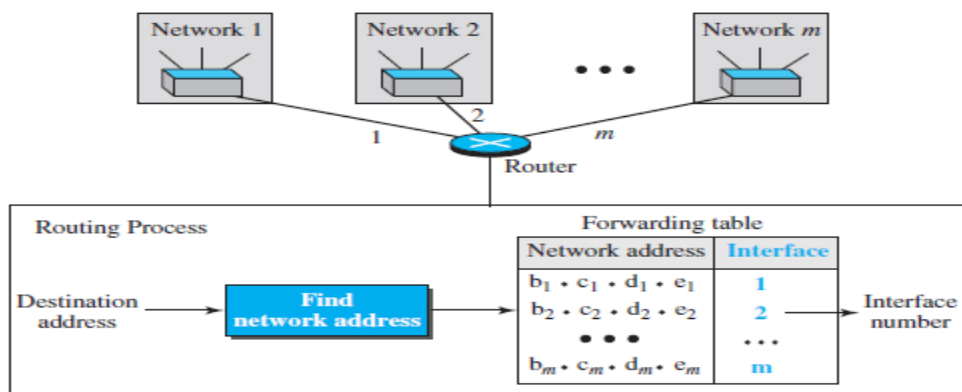 Network 1
Network 2
Network m
• • •
1
2
m
Router
Routing Process
Forwarding table
Network address Interface
b₁ . c₁ . d₁ . e₁ 1
b₂ . c₂ . d₂ . e₂ 2
• • • • • •
bₘ . cₘ . dₘ . eₘ m
Destination
address
Find
network address
Interface
number